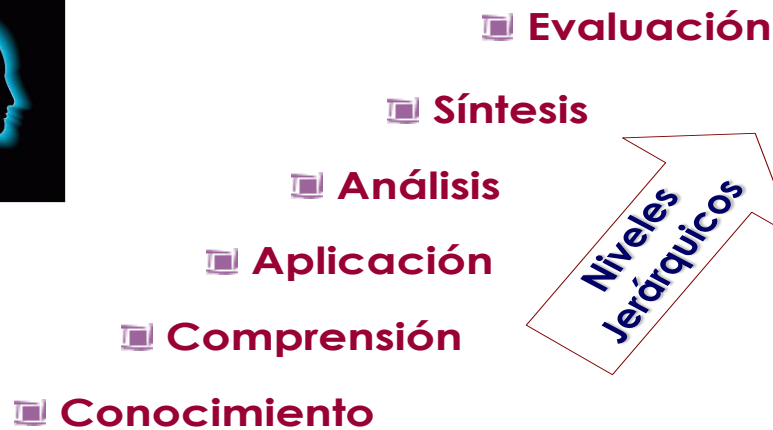 Evaluación
Síntesis
Análisis
Aplicación
Comprensión
Conocimiento
Niveles
Jerárquicos